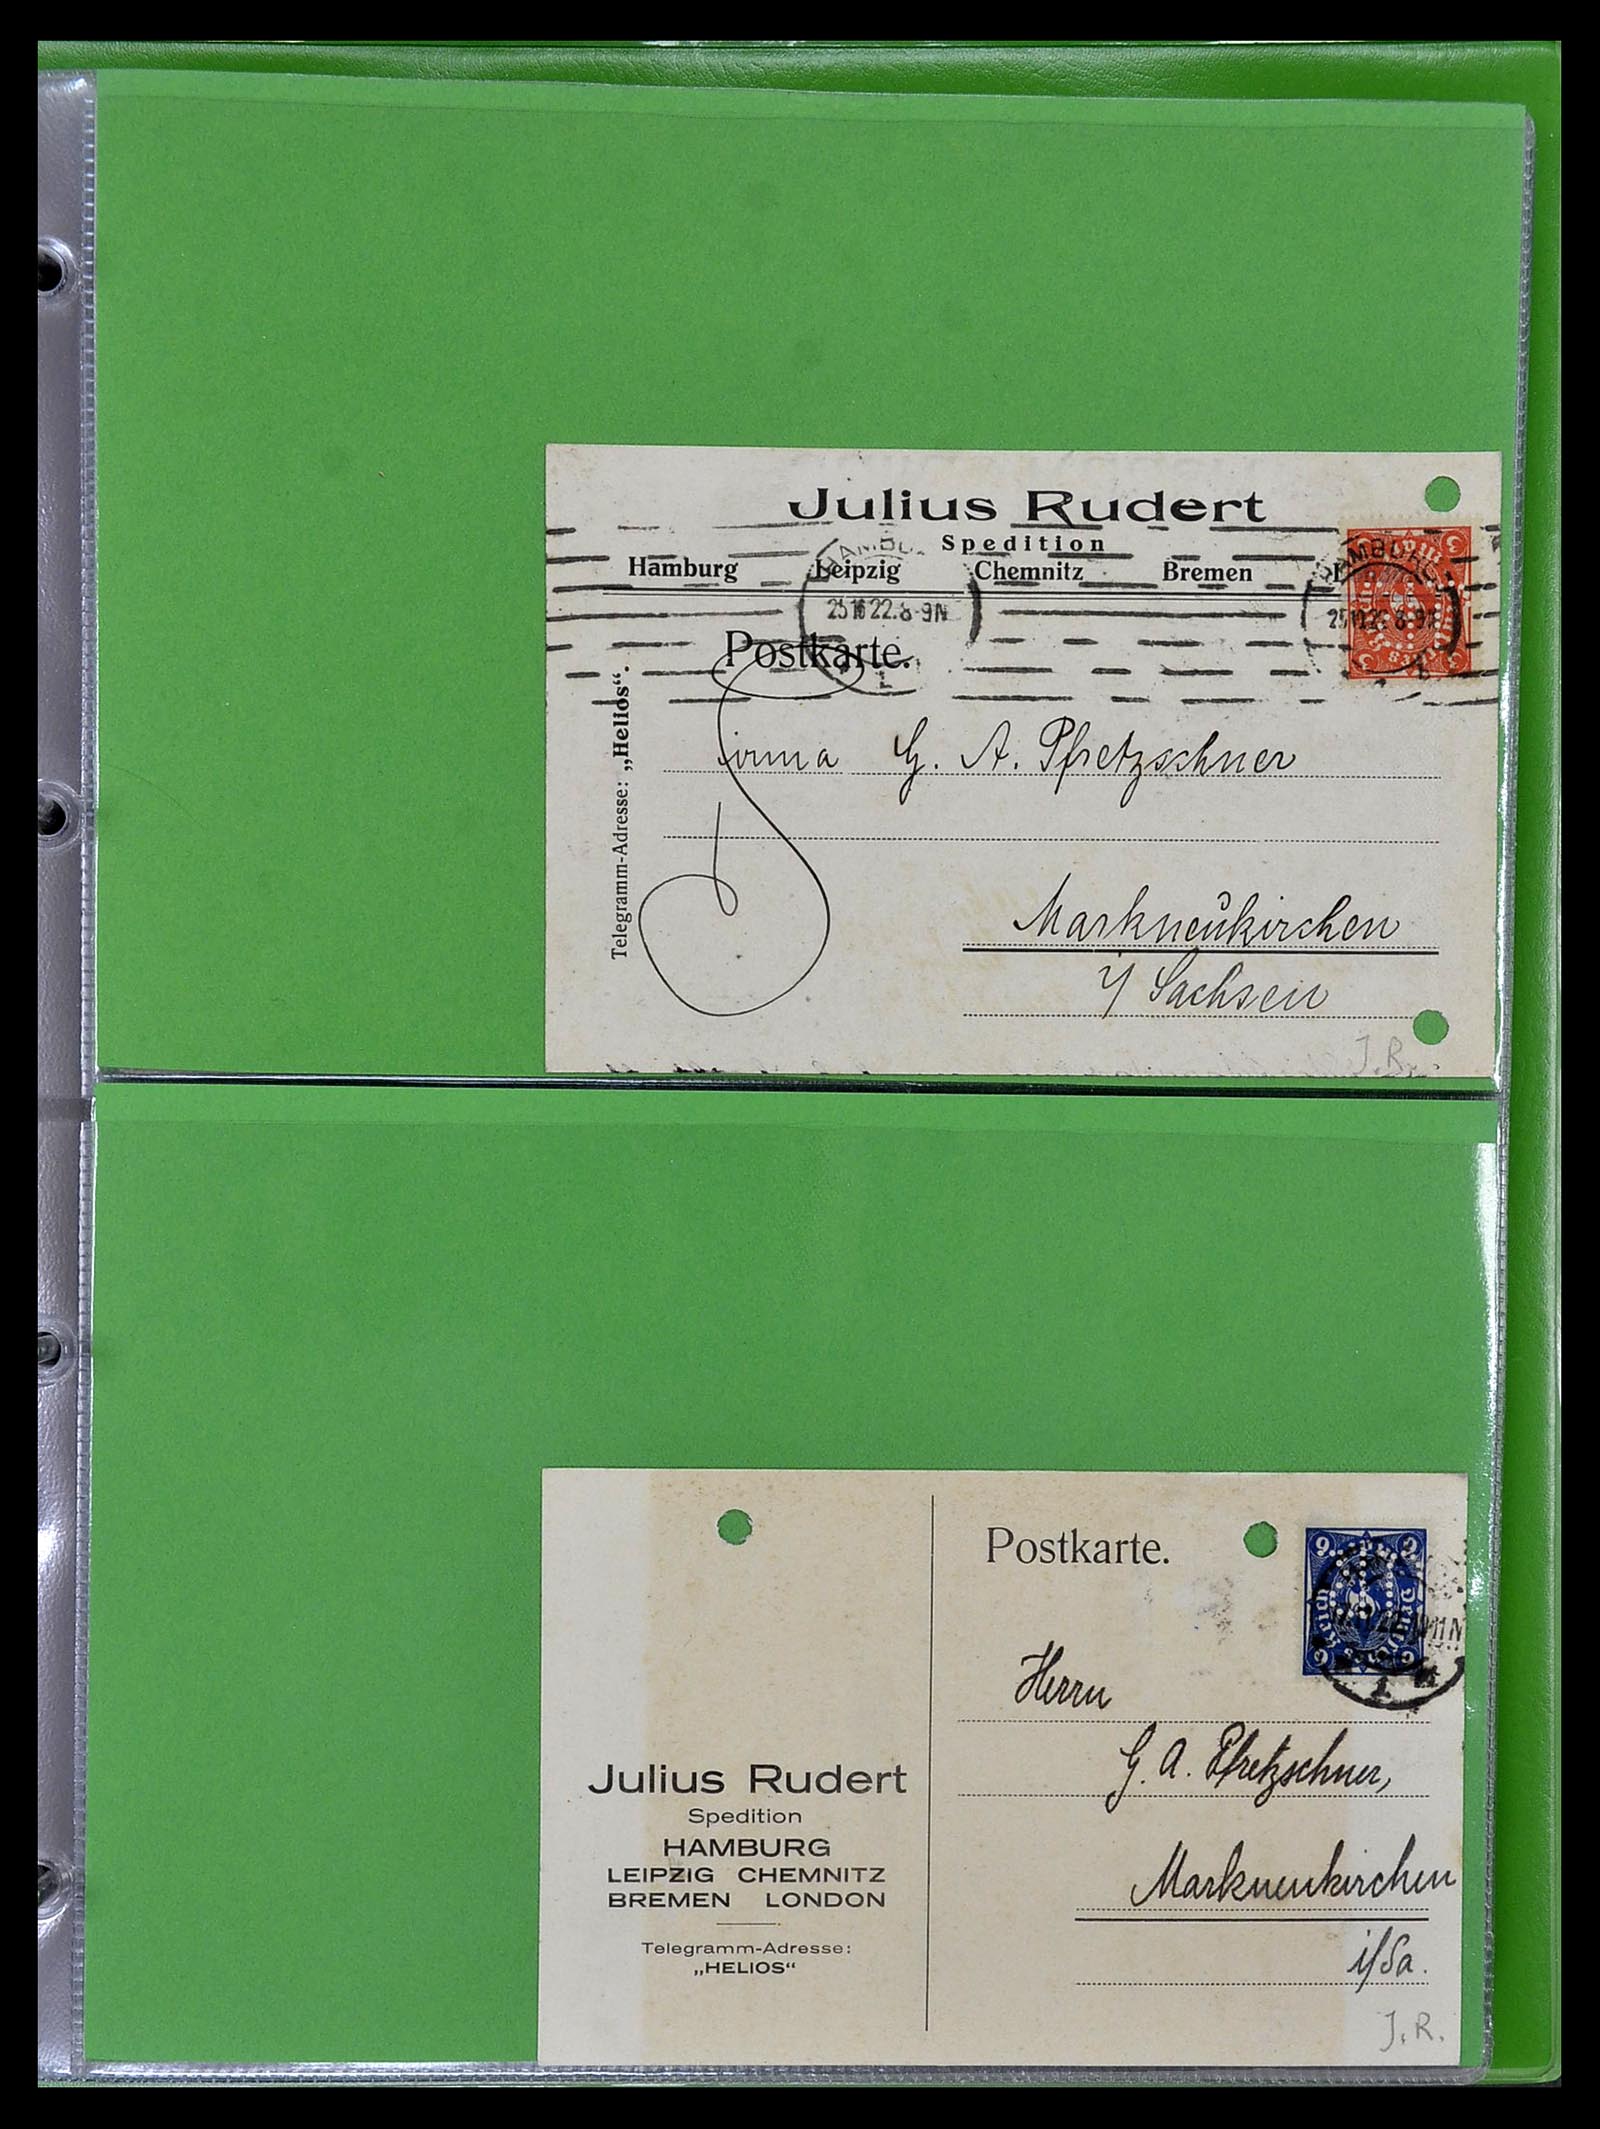 Julius Rudert
Spedition
Hamburg Leipzig Chemnitz Bremen
25 10 22. 8-9N
Postkarte.
Telegramm-Adresse: „Helios“.
Firma G. A. Pfretzschner
Markneukirchen
i/ Sachsen
J.R.
Postkarte.
Herrn
G. A. Pfretzschner,
Markneukirchen
i/Sa.
Julius Rudert
Spedition
HAMBURG
LEIPZIG CHEMNITZ
BREMEN LONDON
Telegramm-Adresse:
„HELIOS“
J.R.